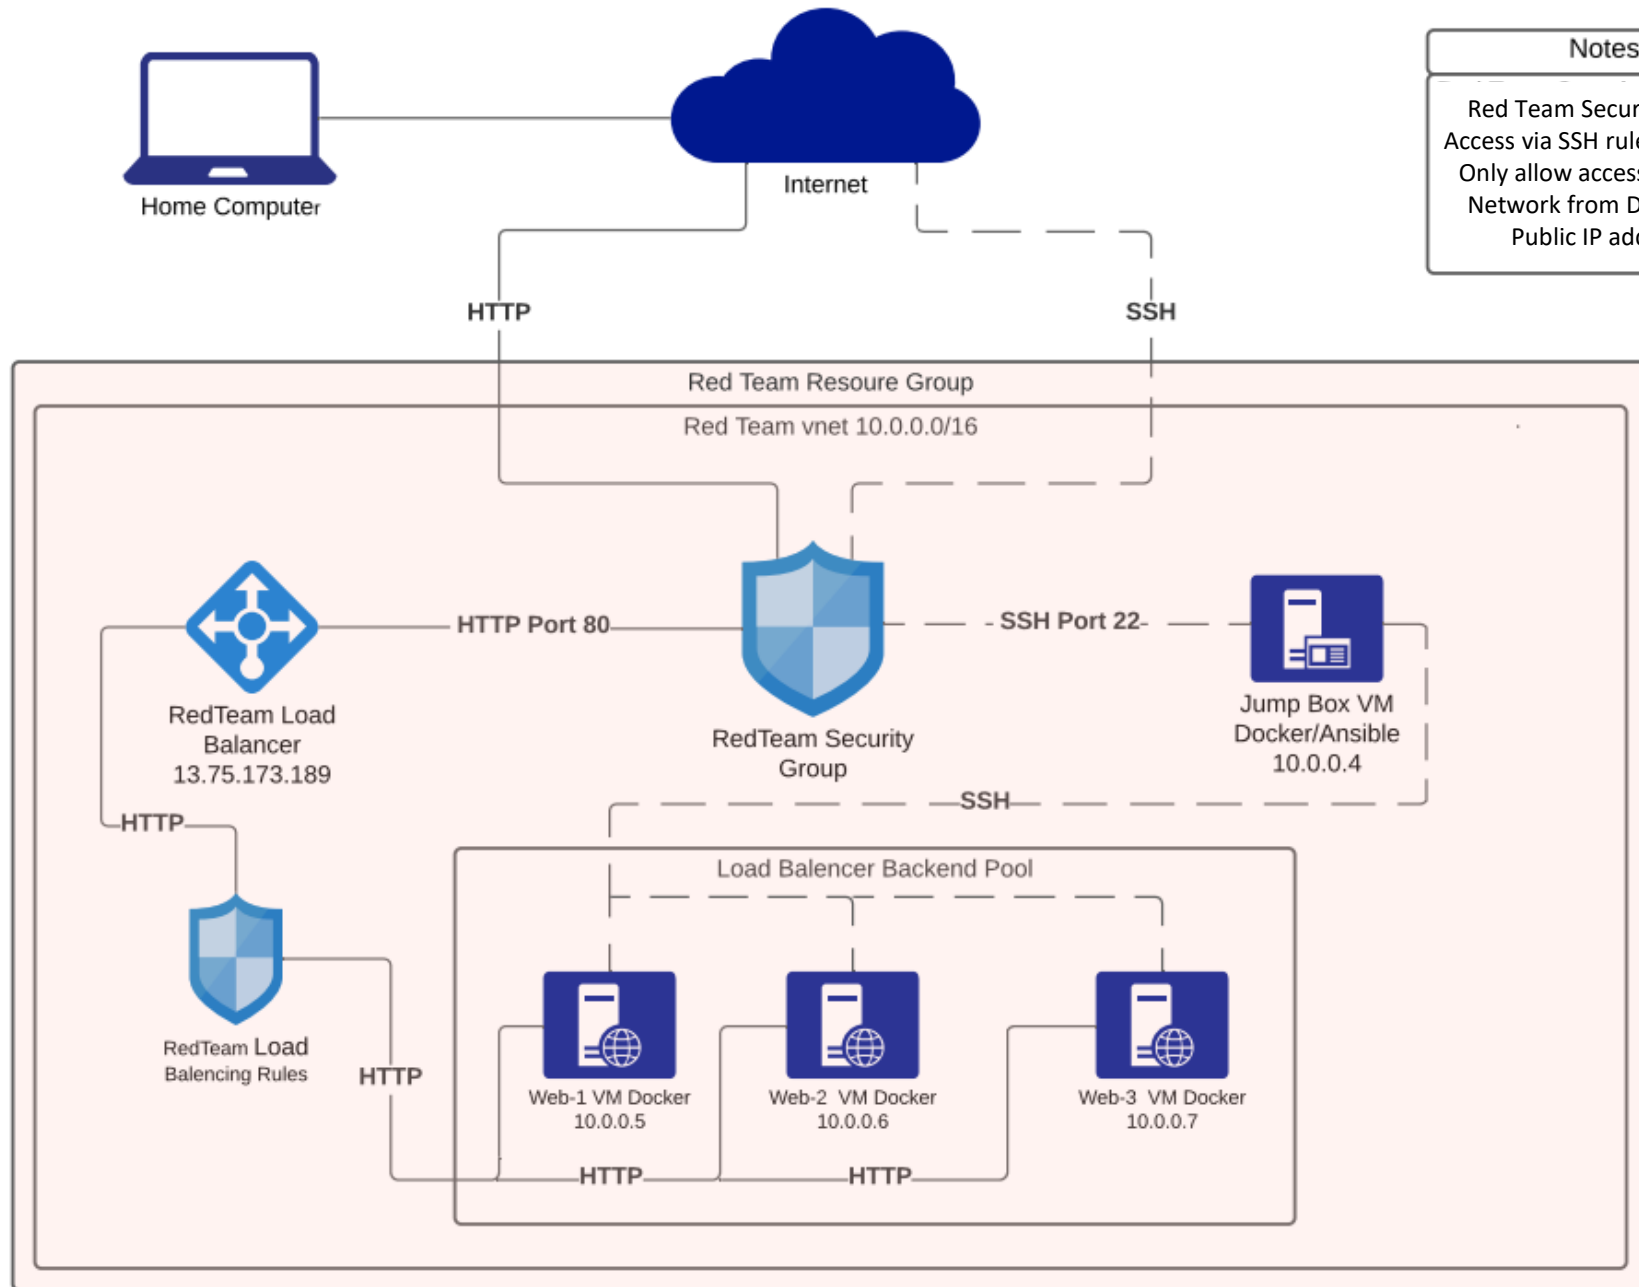 Notes
Red Team Secur
Access via SSH rule
Only allow access
Network from D
Public IP add
Home Computer
Internet
HTTP
SSH
Red Team Resoure Group
Red Team vnet 10.0.0.0/16
HTTP Port 80
SSH Port 22
RedTeam Load
Balancer
13.75.173.189
RedTeam Security
Group
Jump Box VM
Docker/Ansible
10.0.0.4
SSH
HTTP
Load Balencer Backend Pool
RedTeam Load
Balencing Rules
HTTP
Web-1 VM Docker
10.0.0.5
Web-2 VM Docker
10.0.0.6
Web-3 VM Docker
10.0.0.7
HTTP
HTTP